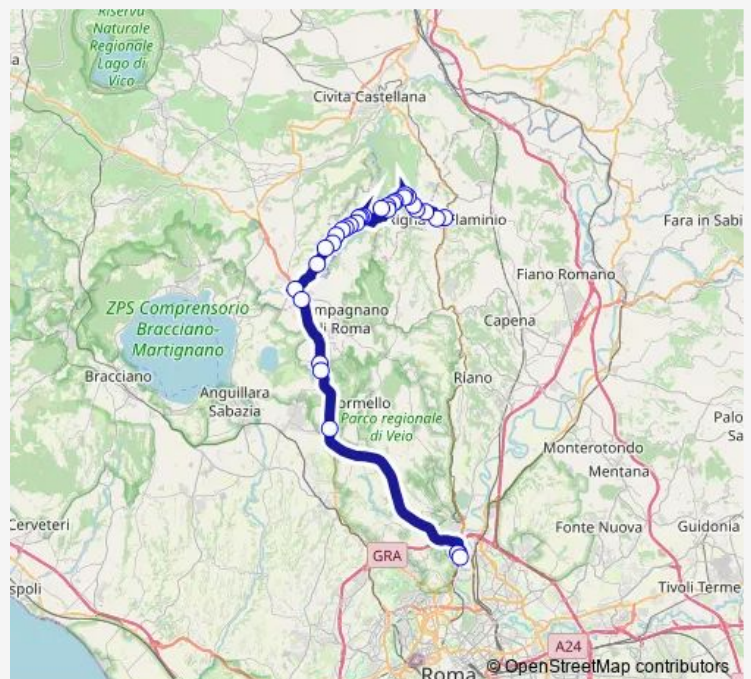 Riserva
Naturale
Regionale
Lago di
Vico
a
Civita Castellana
Flaminio
Fara in Sabi
Fiano Romano
ZPS Comprensorio
Bracciano-
Martignano
mpagnano
di Roma
Capena
Bracciano
Riano
Anguillara
Sabazia
ormello
Parco regionale
di Veio
Palo
Sa
Monterotondo
Mentana
Cerveteri
Fonte Nuova
Guidonia
GRA
spoli
Tivoli Terme
A24
Roma
© OpenStreetMap contributors